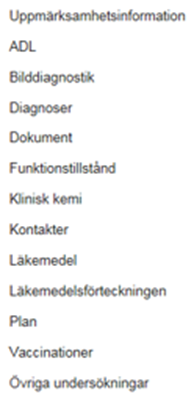 Uppmärksamhetsinformation
ADL
Bilddiagnostik
Diagnoser
Dokument
Funktionstillstånd
Klinisk kemi
Kontakter
Läkemedel
Läkemedelsförteckningen
Plan
Vaccinationer
Övriga undersökningar